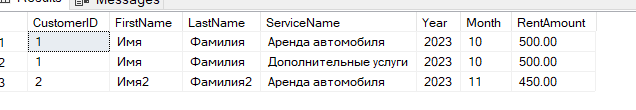 Messages
CustomerID FirstName LastName ServiceName Year Month RentAmount
1 1 Имя Фамилия Аренда автомобиля 2023 10 500.00
2 1 Имя Фамилия Дополнительные услуги 2023 10 500.00
3 2 Имя2 Фамилия2 Аренда автомобиля 2023 11 450.00